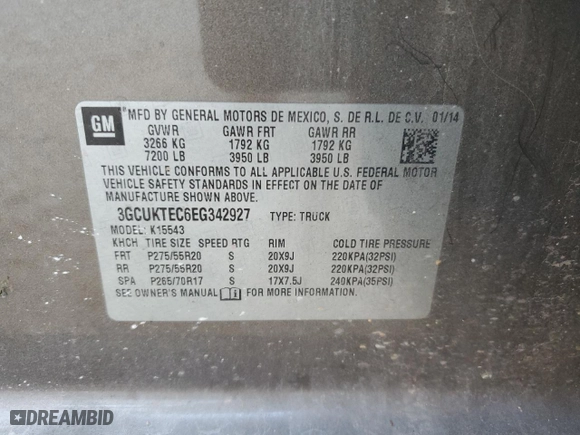 GM
MFD BY GENERAL MOTORS DE MEXICO, S. DE R.L. DE C.V. 01/14
GVWR GAWR FRT GAWR RR
3266 KG 1792 KG 1792 KG
7200 LB 3950 LB 3950 LB
THIS VEHICLE CONFORMS TO ALL APPLICABLE U.S. FEDERAL MOTOR
VEHICLE SAFETY STANDARDS IN EFFECT ON THE DATE OF
MANUFACTURE SHOWN ABOVE.
3GCUKTEC6EG342927 TYPE: TRUCK
MODEL: K15543
KHCH TIRE SIZE SPEED RTG RIM COLD TIRE PRESSURE
FRT P275/55R20 S 20X9J 220KPA(32PSI)
RR P275/55R20 S 20X9J 220KPA(32PSI)
SPA P265/70R17 S 17X7.5J 240KPA(35PSI)
SEE OWNER'S MANUAL FOR MORE INFORMATION.
DREAMBID